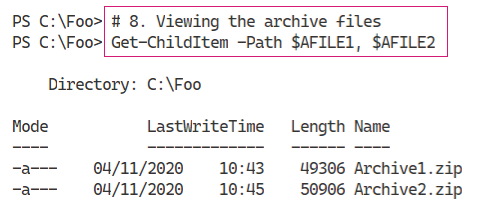 PS C:\Foo> # 8. Viewing the archive files
PS C:\Foo> Get-ChildItem -Path $AFILE1, $AFILE2
Directory: C:\Foo
Mode LastWriteTime Length Name
---- ------------- ------ ----
-a--- 04/11/2020 10:43 49306 Archive1.zip
-a--- 04/11/2020 10:45 50906 Archive2.zip